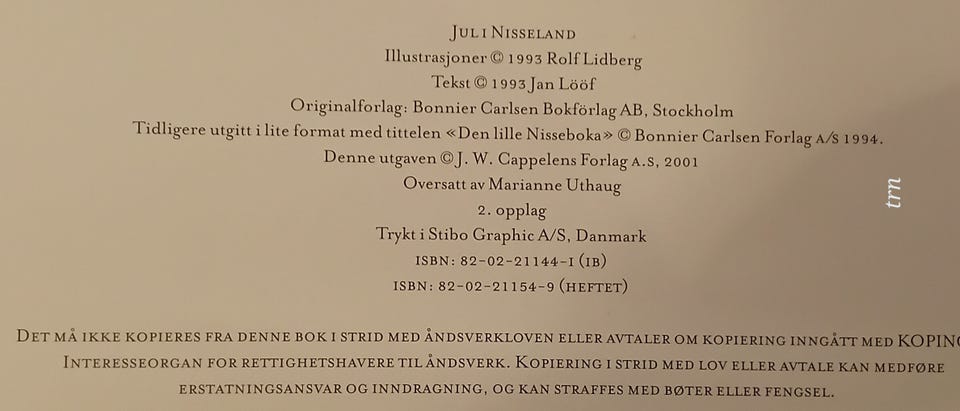 Jul i Nisseland
Illustrasjoner © 1993 Rolf Lidberg
Tekst © 1993 Jan Lööf
Originalforlag: Bonnier Carlsen Bokförlag AB, Stockholm
Tidligere utgitt i lite format med tittelen «Den lille Nisseboka» © Bonnier Carlsen Forlag A/S 1994.
Denne utgaven © J. W. Cappelens Forlag A.S, 2001
Oversatt av Marianne Uthaug
2. opplag
Trykt i Stibo Graphic A/S, Danmark
ISBN: 82-02-21144-1 (IB)
ISBN: 82-02-21154-9 (HEFTET)
Det må ikke kopieres fra denne bok i strid med åndsverkloven eller avtaler om kopiering inngått med KOPINO
Interesseorgan for rettighetshavere til åndsverk. Kopiering i strid med lov eller avtale kan medføre
erstatningsansvar og inndragning, og kan straffes med bøter eller fengsel.
trn